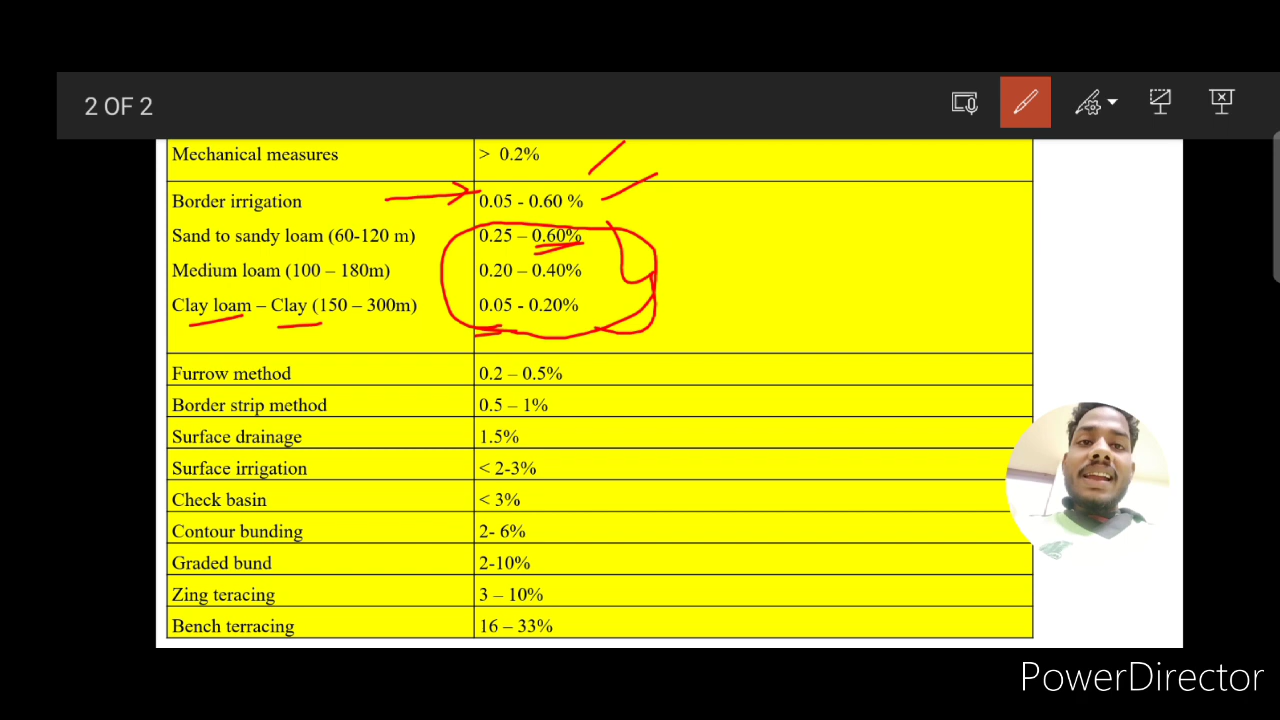 2 OF 2
Mechanical measures > 0.2%
Border irrigation 0.05 - 0.60 %
Sand to sandy loam (60-120 m) 0.25 – 0.60%
Medium loam (100 – 180m) 0.20 – 0.40%
Clay loam – Clay (150 – 300m) 0.05 - 0.20%
Furrow method 0.2 – 0.5%
Border strip method 0.5 – 1%
Surface drainage 1.5%
Surface irrigation < 2-3%
Check basin < 3%
Contour bunding 2- 6%
Graded bund 2-10%
Zing teracing 3 – 10%
Bench terracing 16 – 33%
PowerDirector